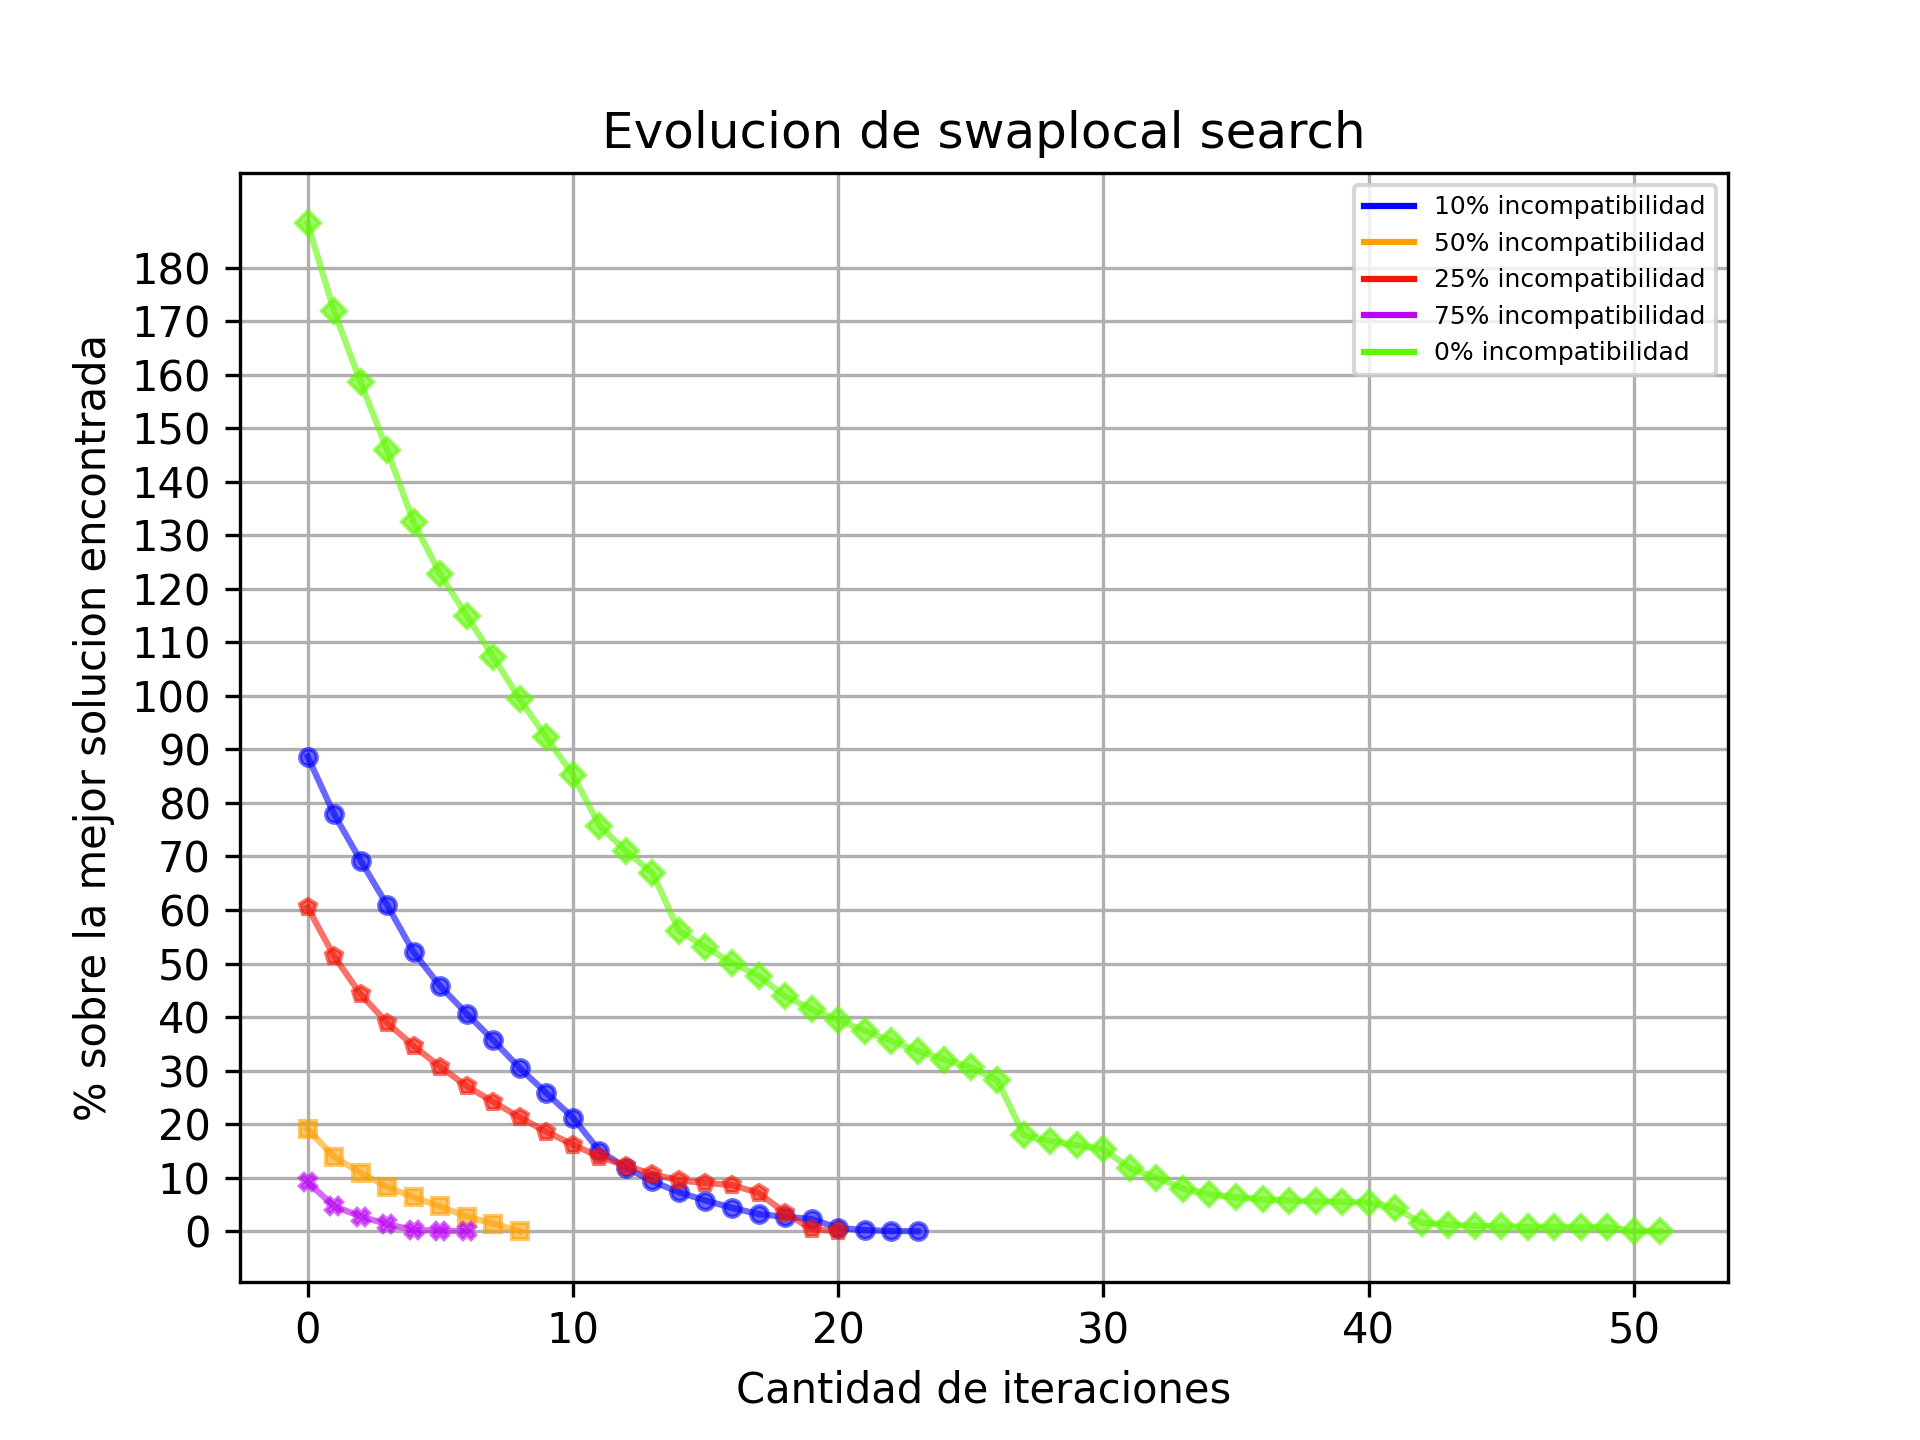 Evolucion de swaplocal search
10% incompatibilidad
50% incompatibilidad
25% incompatibilidad
75% incompatibilidad
0% incompatibilidad
% sobre la mejor solucion encontrada
180
170
160
150
140
130
120
110
100
90
80
70
60
50
40
30
20
10
0
0 10 20 30 40 50
Cantidad de iteraciones